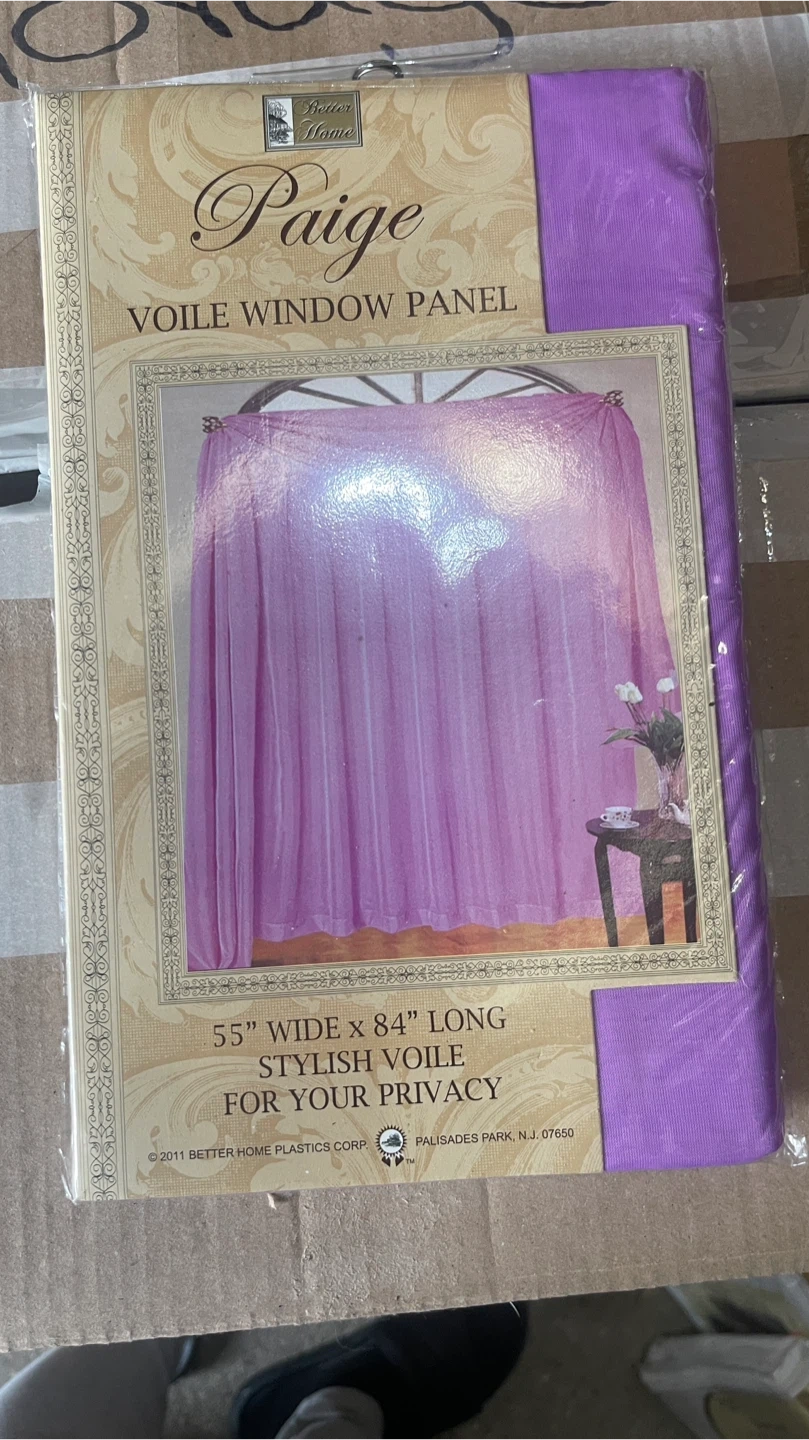 Better
Home
Paige
VOILE WINDOW PANEL
55” WIDE x 84” LONG
STYLISH VOILE
FOR YOUR PRIVACY
© 2011 BETTER HOME PLASTICS CORP. TM PALISADES PARK, N.J. 07650